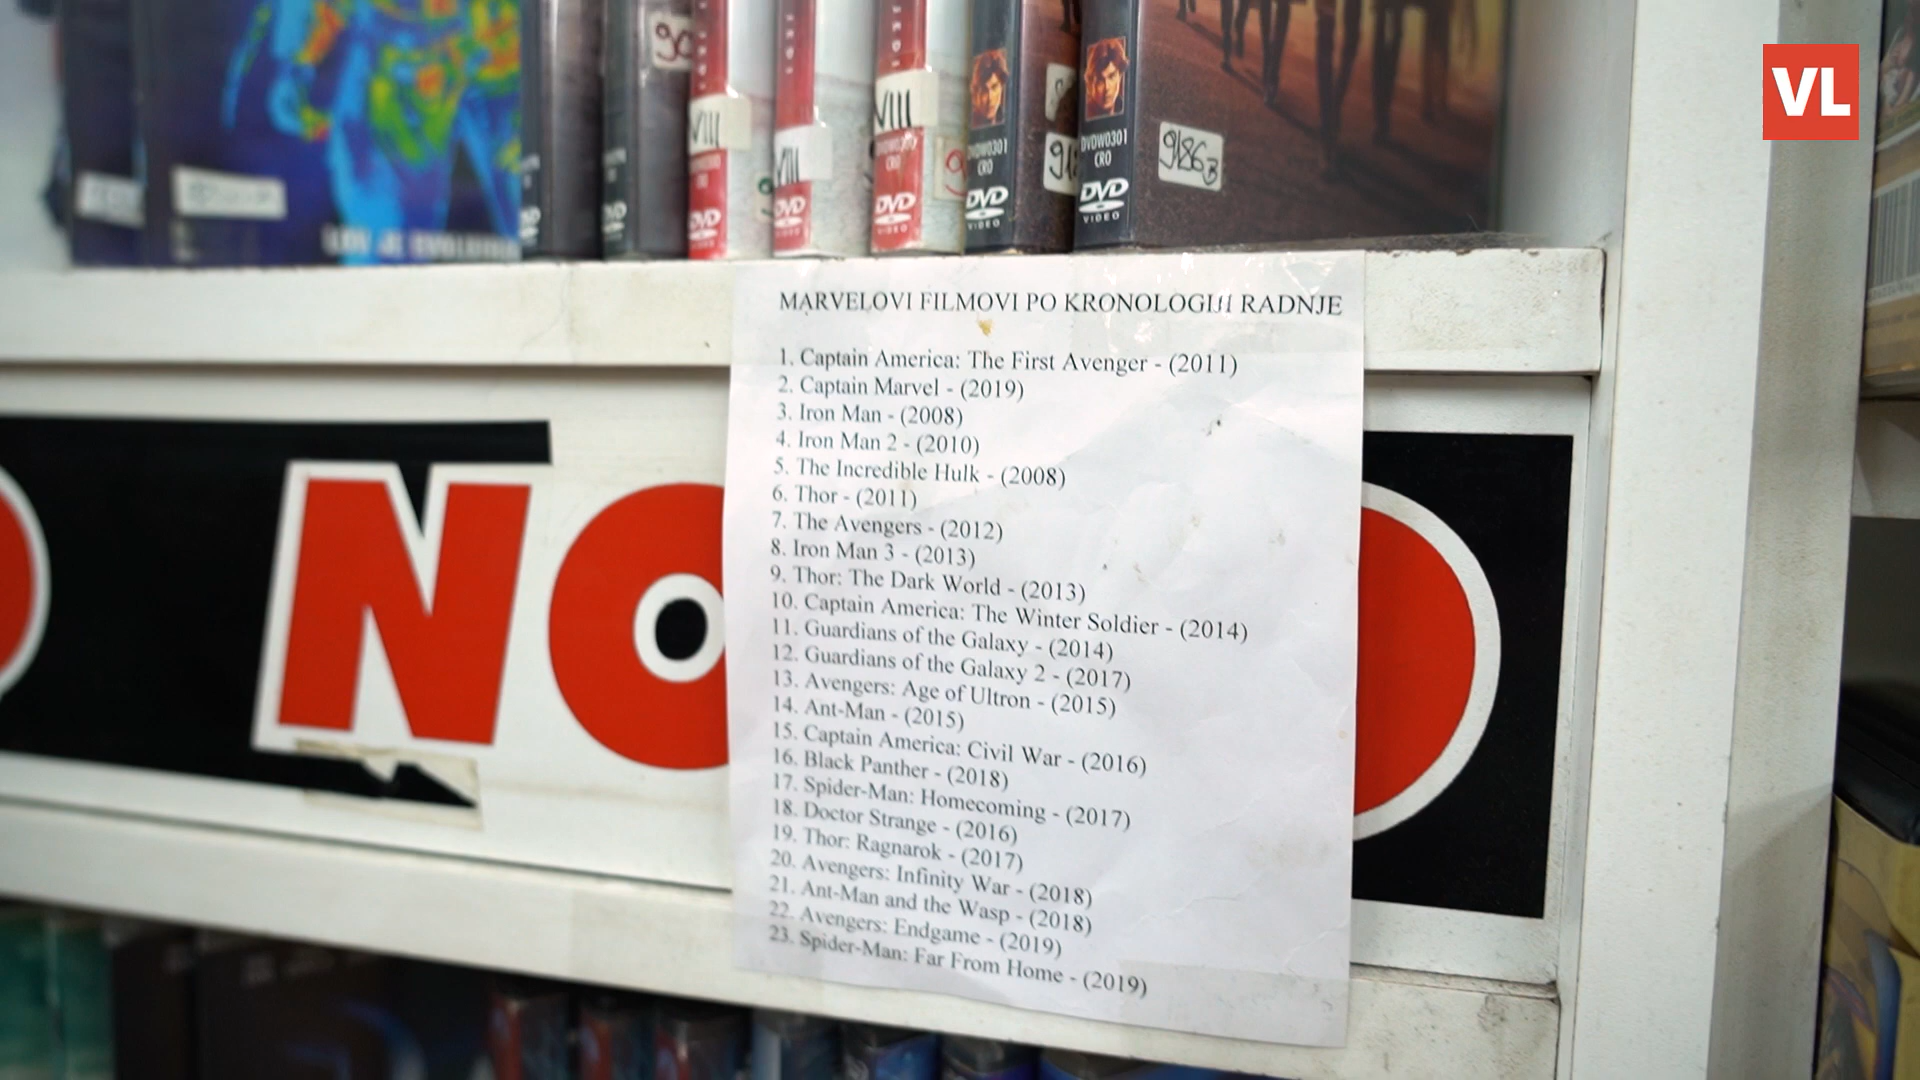 VL
90
VIII
VIII
VIII
DVDW0301
CRO
DVD
VIDEO
DVDW0301
CRO
DVD
VIDEO
91863
DVD
DVD
DVD
VIDEO
MARVELOVI FILMOVI PO KRONOLOGIJI RADNJE
1. Captain America: The First Avenger - (2011)
2. Captain Marvel - (2019)
3. Iron Man - (2008)
4. Iron Man 2 - (2010)
5. The Incredible Hulk - (2008)
6. Thor - (2011)
7. The Avengers - (2012)
8. Iron Man 3 - (2013)
9. Thor: The Dark World - (2013)
10. Captain America: The Winter Soldier - (2014)
11. Guardians of the Galaxy - (2014)
12. Guardians of the Galaxy 2 - (2017)
13. Avengers: Age of Ultron - (2015)
14. Ant-Man - (2015)
15. Captain America: Civil War - (2016)
16. Black Panther - (2018)
17. Spider-Man: Homecoming - (2017)
18. Doctor Strange - (2016)
19. Thor: Ragnarok - (2017)
20. Avengers: Infinity War - (2018)
21. Ant-Man and the Wasp - (2018)
22. Avengers: Endgame - (2019)
23. Spider-Man: Far From Home - (2019)
NO